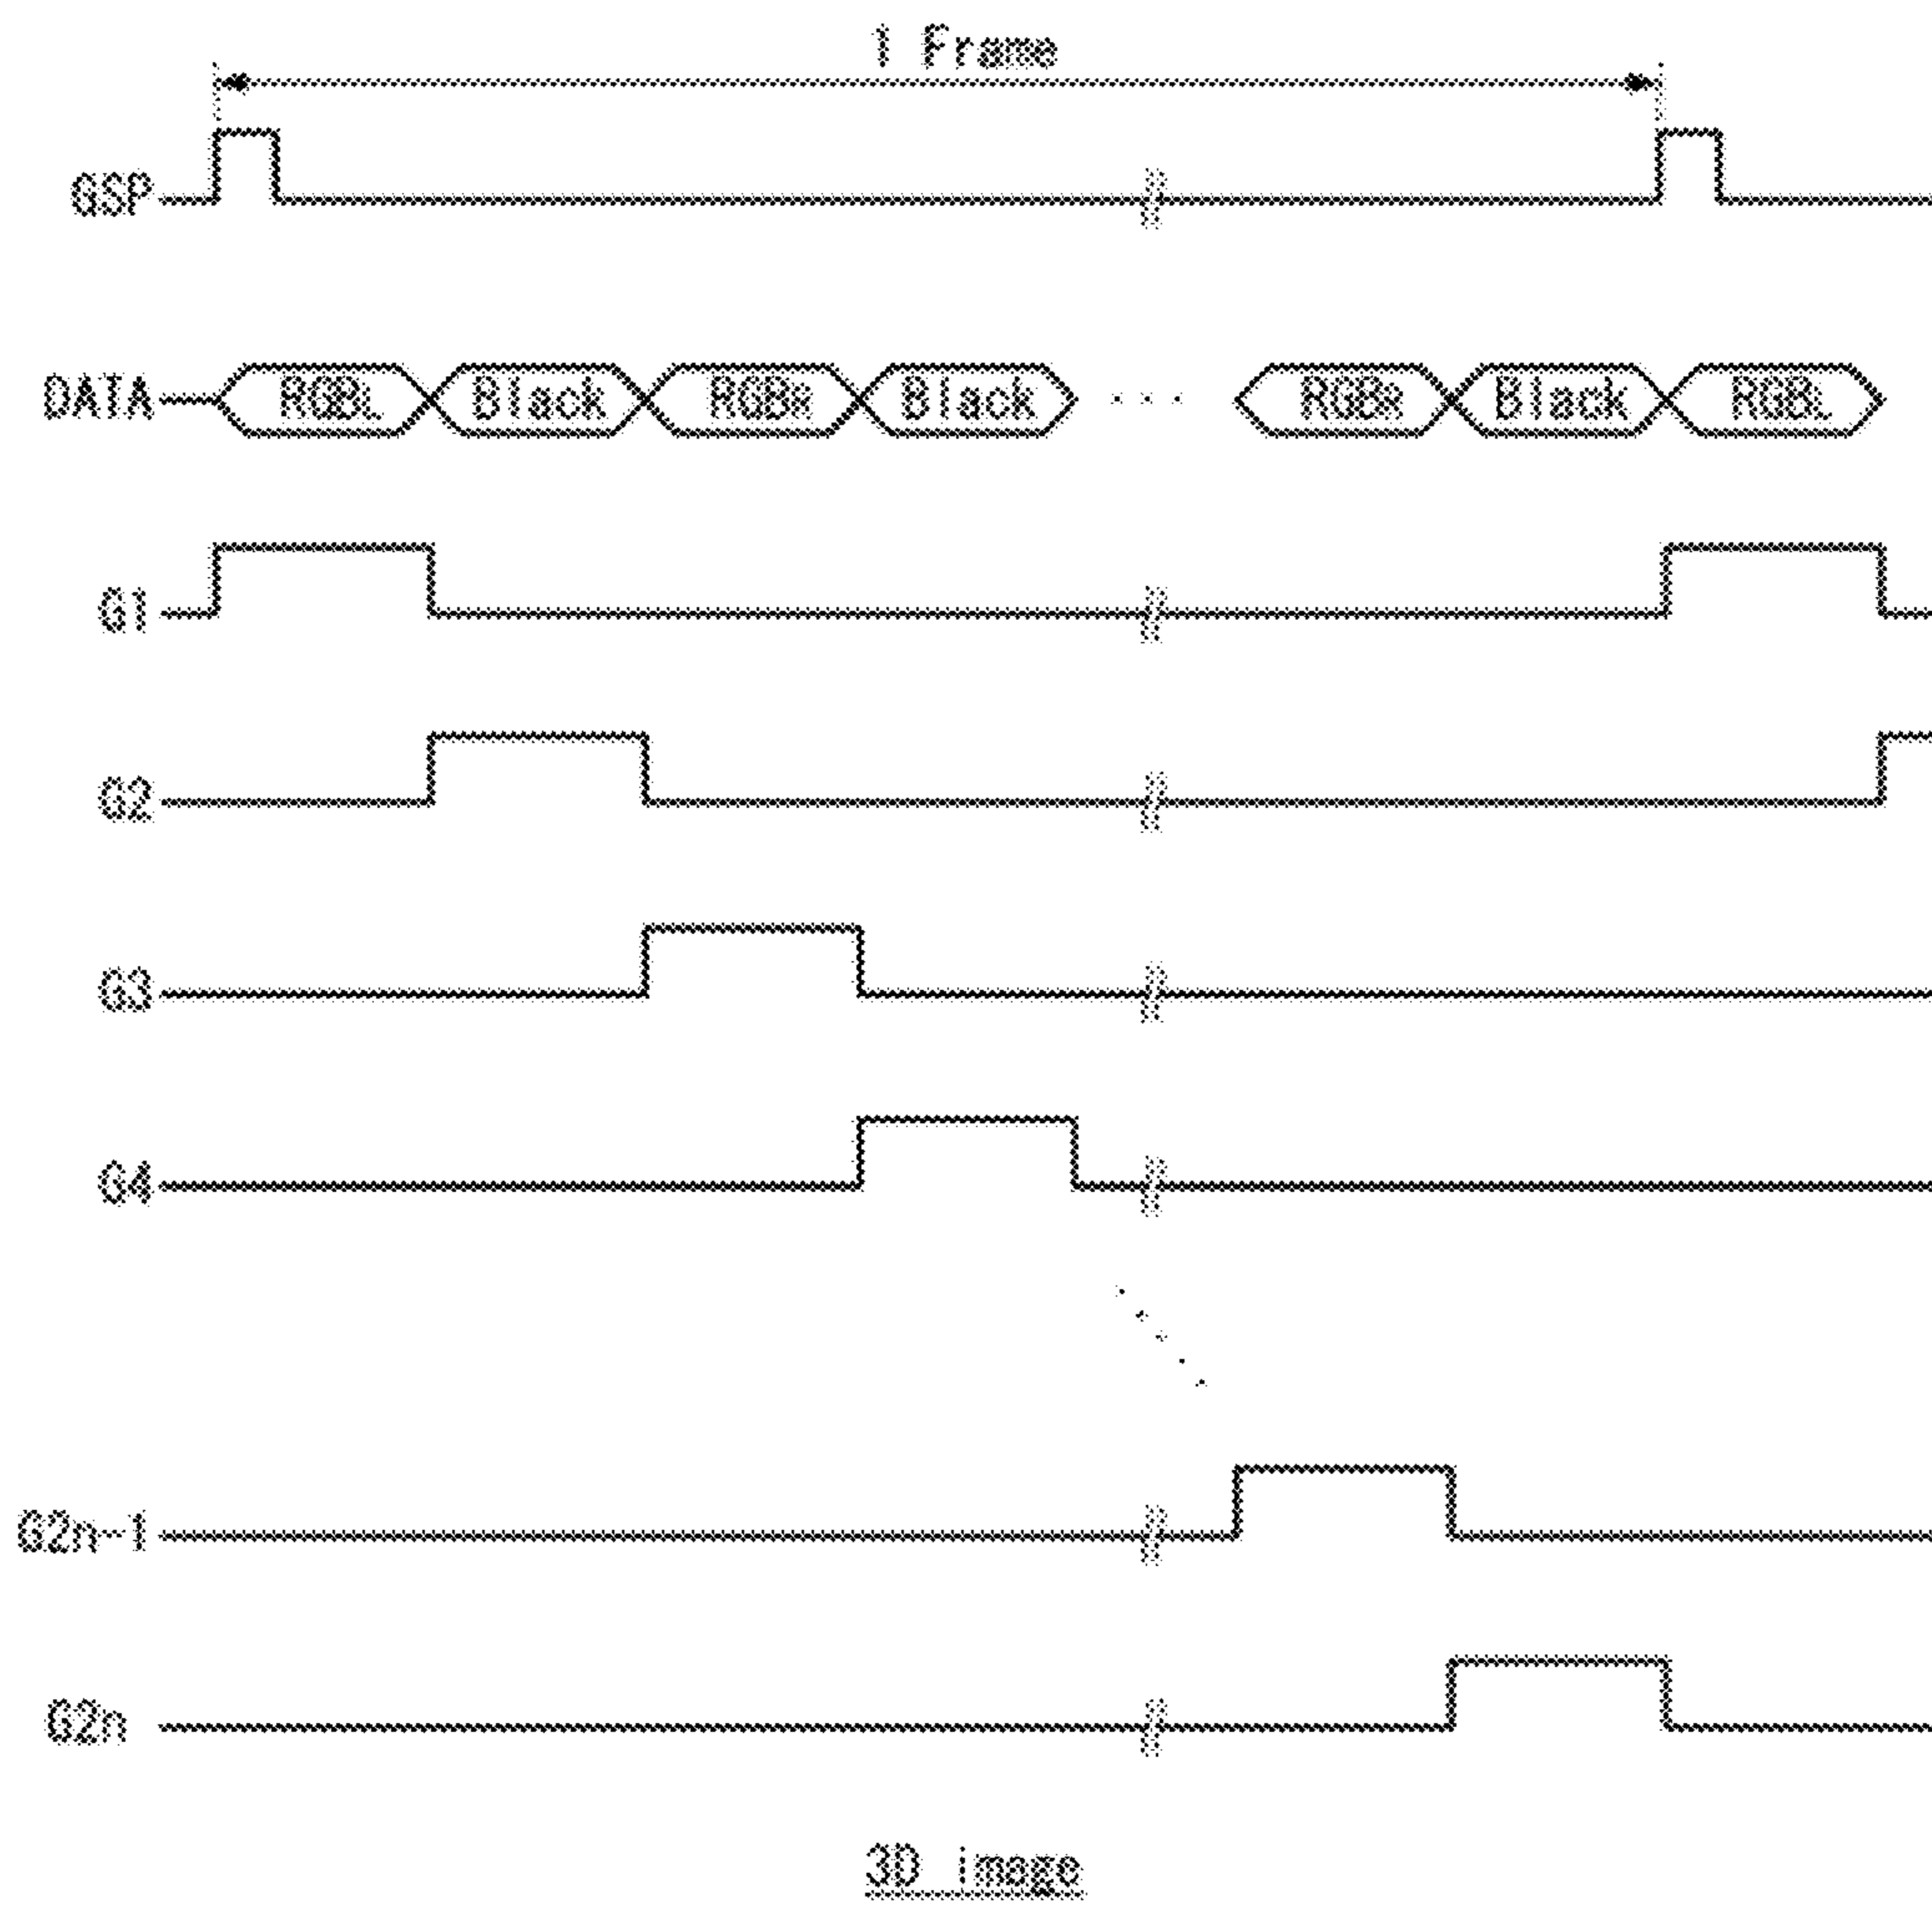 1 Frame
GSP
DATA RGBL Black RGBR Black . . . RGBR Black RGBL
G1
G2
G3
G4
G2n-1
G2n
3D image